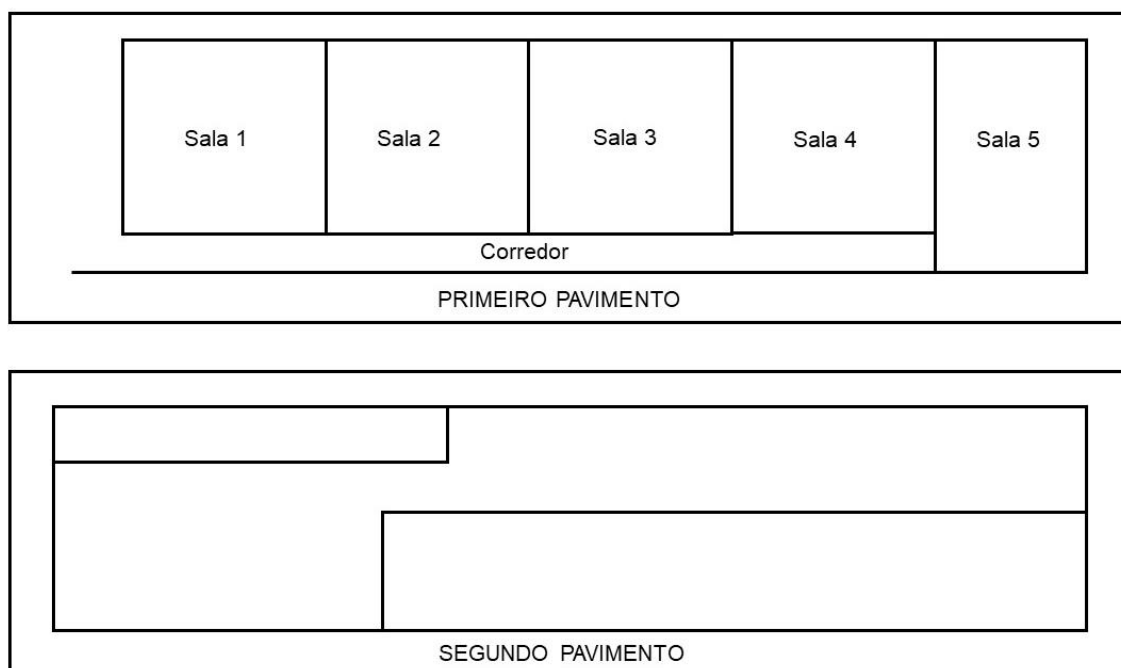 Sala 1
Sala 2
Sala 3
Sala 4
Sala 5
Corredor
PRIMEIRO PAVIMENTO
SEGUNDO PAVIMENTO